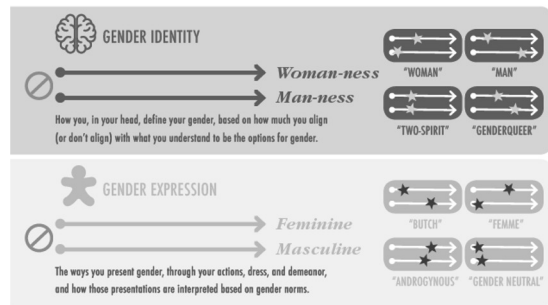 GENDER IDENTITY
Woman-ness
Man-ness
How you, in your head, define your gender, based on how much you align
(or don't align) with what you understand to be the options for gender.
"WOMAN"
"MAN"
"TWO-SPIRIT"
"GENDERQUEER"
GENDER EXPRESSION
Feminine
Masculine
The ways you present gender, through your actions, dress, and demeanor,
and how those presentations are interpreted based on gender norms.
"BUTCH"
"FEMME"
"ANDROGYNOUS"
"GENDER NEUTRAL"